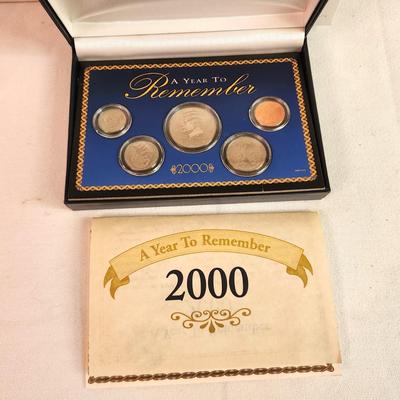 A YEAR TO
Remember
2000
A Year To Remember
2000